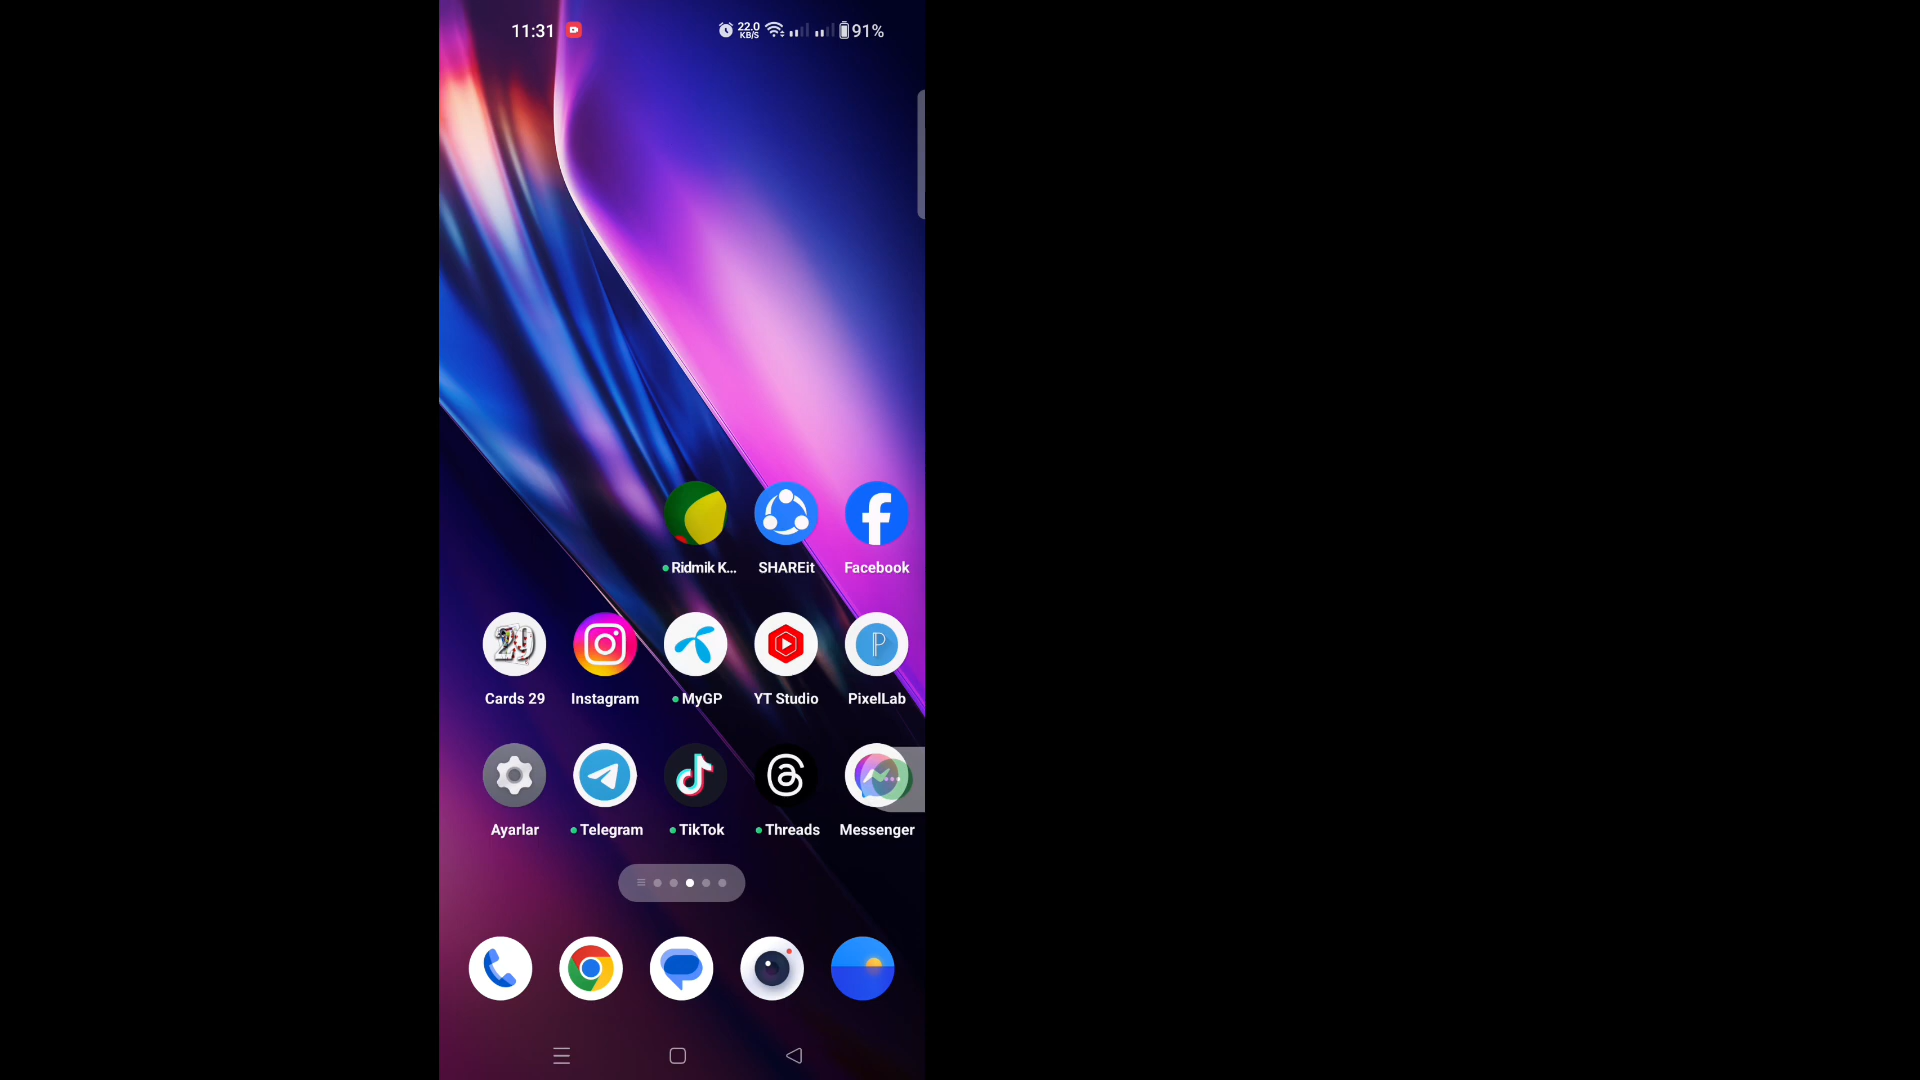 11:31 22.0 KB/S 91%
Ridmik K... SHAREit Facebook
29
Cards 29 Instagram MyGP YT Studio PixelLab
Ayarlar Telegram TikTok Threads Messenger